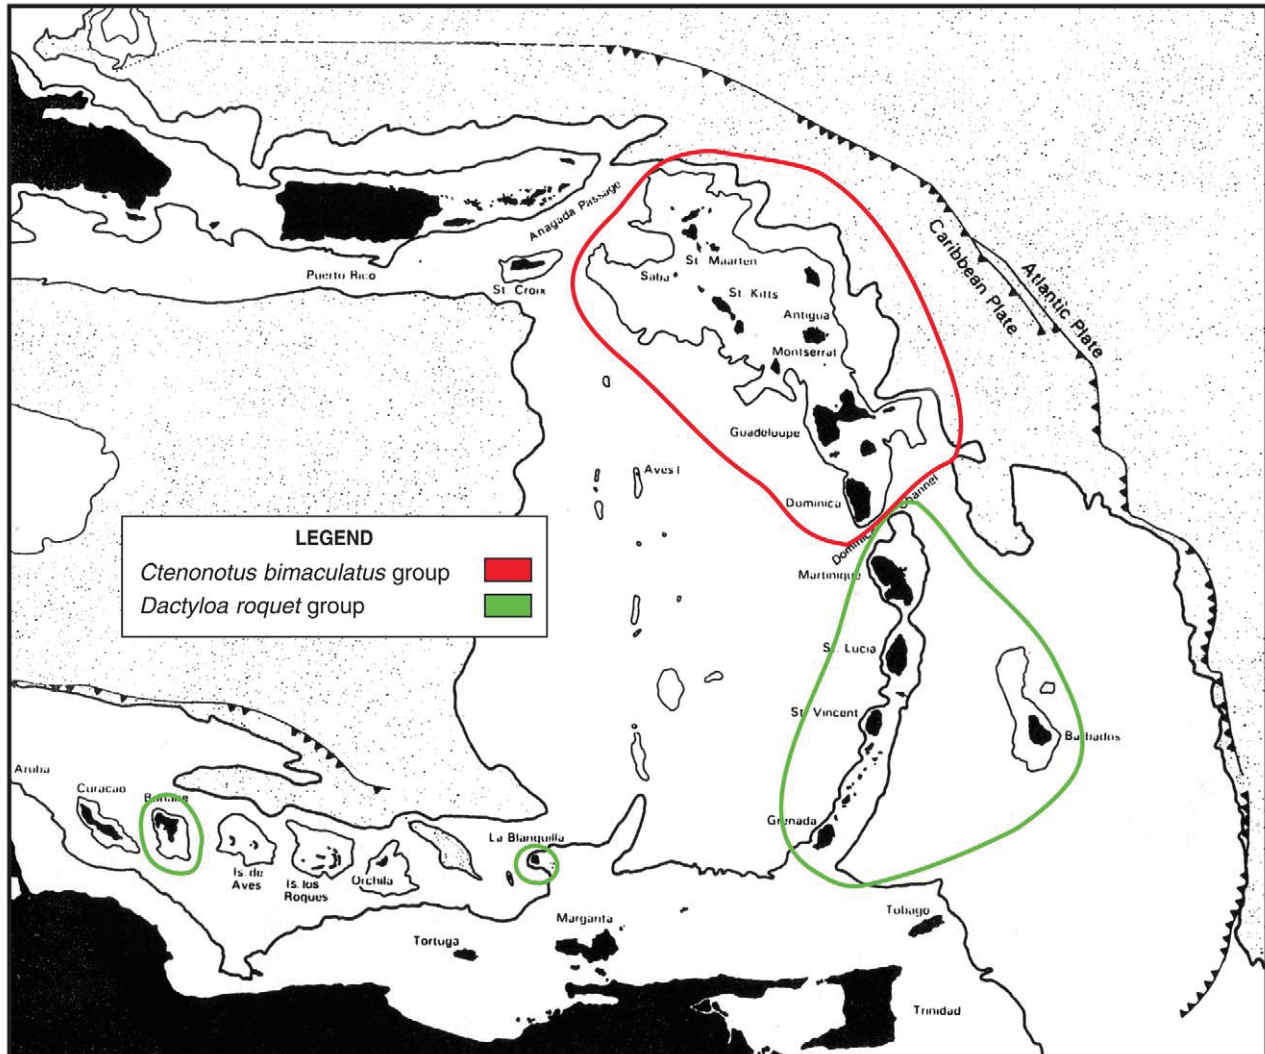 Anagada Passage
Puerto Rico
St. Croix
St. Maarten
Saba
St. Kitts
Antigua
Montserrat
Guadeloupe
Dominica
Caribbean Plate
Atlantic Plate
Aves I
Dominica Channel
Martinique
St. Lucia
St. Vincent
Barbados
Grenada
LEGEND
Ctenonotus bimaculatus group
Dactyloa roquet group
Aruba
Curacao
Bonaire
Is. de
Aves
Is. los
Roques
Orchila
La Blanquilla
Tortuga
Margarita
Tobago
Trinidad